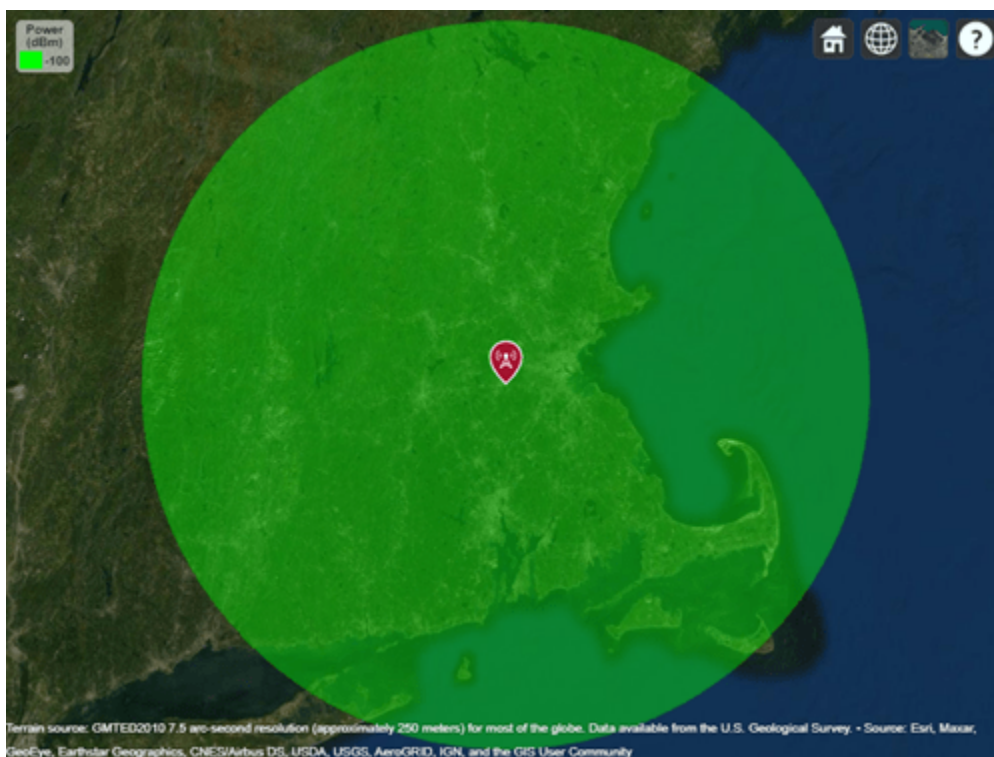 Power
(dBm)
-100
?
Terrain source: GMTED2010 7.5 arc-second resolution (approximately 250 meters) for most of the globe. Data available from the U.S. Geological Survey. • Source: Esri, Maxar,
GeoEye, Earthstar Geographics, CNES/Airbus DS, USDA, USGS, AeroGRID, IGN, and the GIS User Community